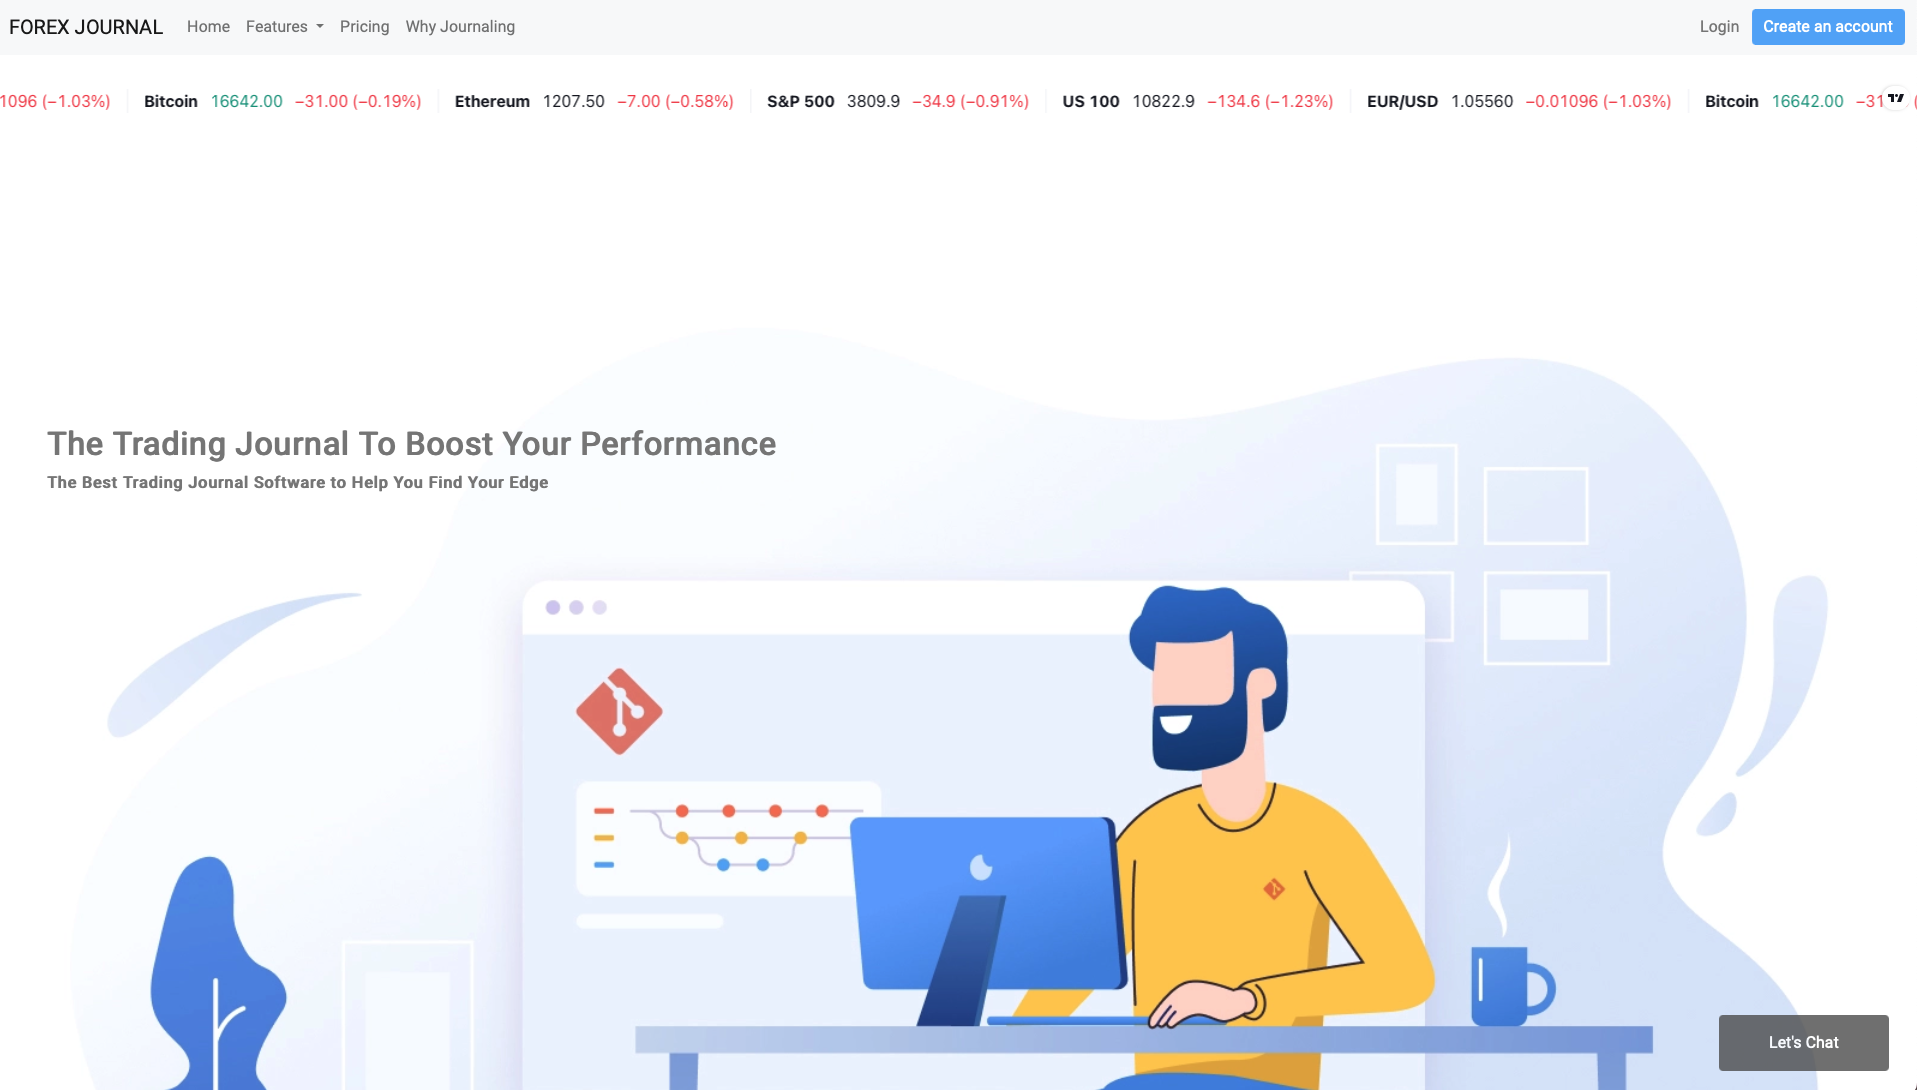 FOREX JOURNAL Home Features Pricing Why Journaling Login Create an account
1096 (−1.03%) Bitcoin 16642.00 −31.00 (−0.19%) Ethereum 1207.50 −7.00 (−0.58%) S&P 500 3809.9 −34.9 (−0.91%) US 100 10822.9 −134.6 (−1.23%) EUR/USD 1.05560 −0.01096 (−1.03%) Bitcoin 16642.00 −31
The Trading Journal To Boost Your Performance
The Best Trading Journal Software to Help You Find Your Edge
Let's Chat